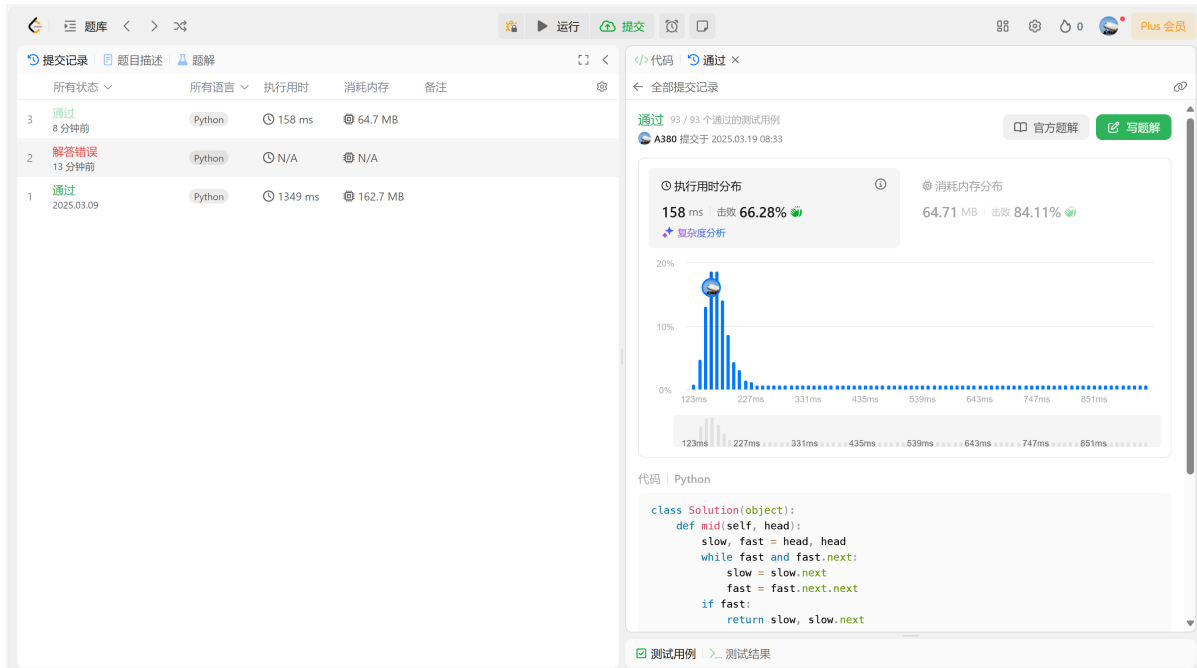 题库 运行 提交 0 Plus 会员
提交记录 题目描述 题解
所有状态 所有语言 执行用时 消耗内存 备注
3 通过 Python 158 ms 64.7 MB
8 分钟前
2 解答错误 Python N/A N/A
13 分钟前
1 通过 Python 1349 ms 162.7 MB
2025.03.09
代码 通过
全部提交记录
通过 93 / 93 个通过的测试用例
A380 提交于 2025.03.19 08:33
官方题解 写题解
执行用时分布
158 ms 击败 66.28%
复杂度分析
消耗内存分布
64.71 MB 击败 84.11%
20%
10%
0%
123ms 227ms 331ms 435ms 539ms 643ms 747ms 851ms
123ms 227ms 331ms 435ms 539ms 643ms 747ms 851ms
代码 Python
class Solution(object):
def mid(self, head):
slow, fast = head, head
while fast and fast.next:
slow = slow.next
fast = fast.next.next
if fast:
return slow, slow.next
测试用例 测试结果